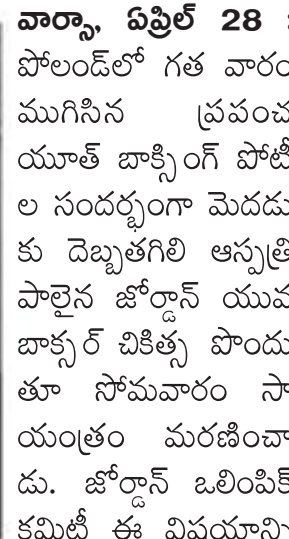 వార్సా, ఏప్రిల్ 28 :
పోలండ్‌లో గత వారం
ముగిసిన ప్రపంచ
యూత్ బాక్సింగ్ పోటీ
ల సందర్భంగా మెదడు
కు దెబ్బతగిలి ఆస్పత్రి
పాలైన జోర్డాన్ యువ
బాక్సర్ చికిత్స పొందు
తూ సోమవారం సా
యంత్రం మరణించా
డు. జోర్డాన్ ఒలింపిక్
కమిటీ ఈ విషయాన్ని